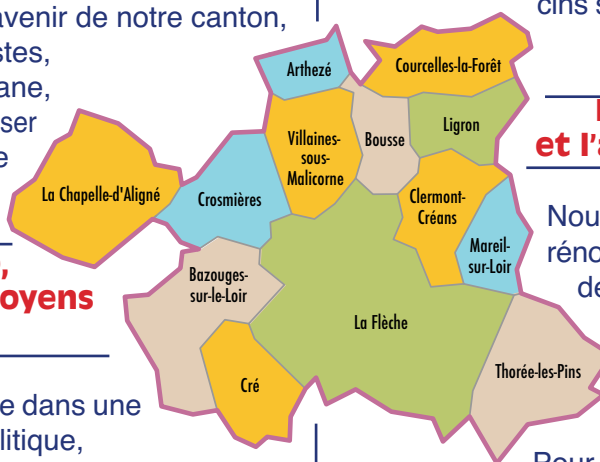 avenir de notre canton,
stes,
ane,
ser
e
,
oyens
e dans une
litique,
Arthezé
Courcelles-la-Forêt
Villaines-
sous-
Malicorne
Bousse
Ligron
La Chapelle-d'Aligné
Crosmières
Clermont-
Créans
Mareil-
sur-Loir
Bazouges-
sur-le-Loir
La Flèche
Cré
Thorée-les-Pins
cins s
et l'a
Nou
réno
de
Pour